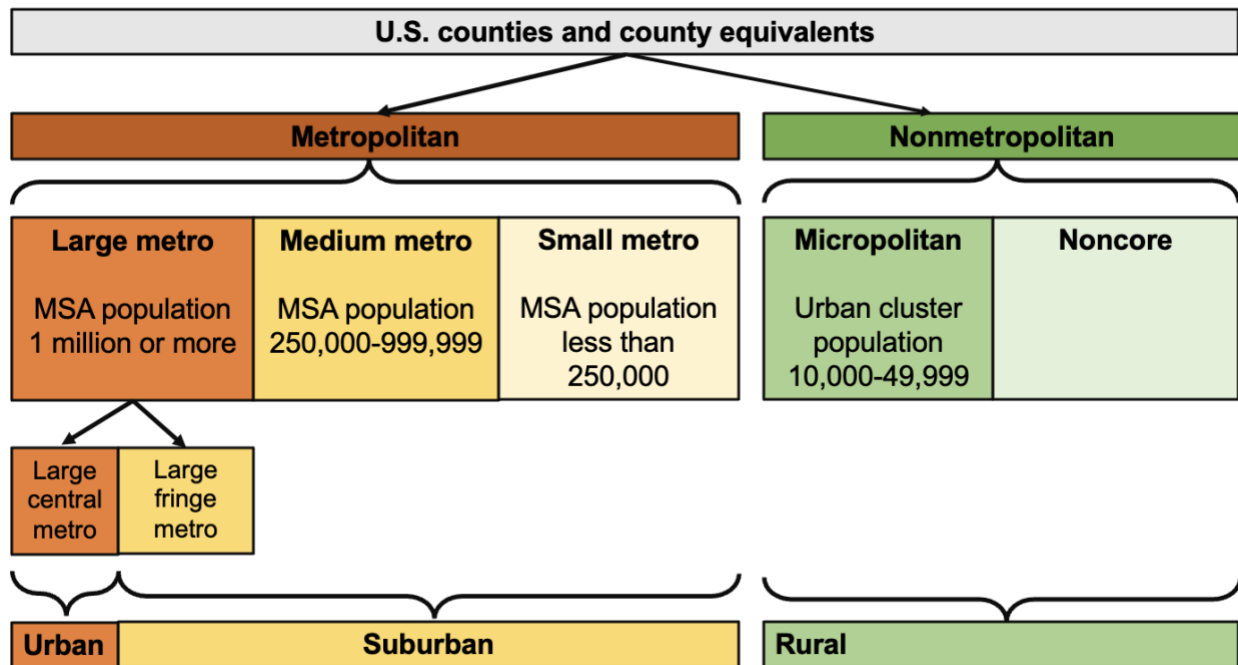 U.S. counties and county equivalents
Metropolitan
Nonmetropolitan
Large metro
MSA population
1 million or more
Medium metro
MSA population
250,000-999,999
Small metro
MSA population
less than
250,000
Micropolitan
Urban cluster
population
10,000-49,999
Noncore
Large
central
metro
Large
fringe
metro
Urban
Suburban
Rural